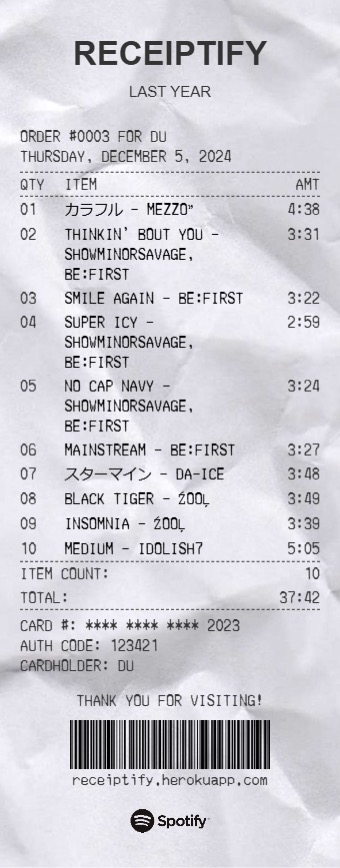 RECEIPTIFY
LAST YEAR
ORDER #0003 FOR DU
THURSDAY, DECEMBER 5, 2024
QTY ITEM AMT
01 カラフル - MEZZO” 4:38
02 THINKIN' BOUT YOU - 3:31
SHOWMINORSAVAGE,
BE:FIRST
03 SMILE AGAIN - BE:FIRST 3:22
04 SUPER ICY - 2:59
SHOWMINORSAVAGE,
BE:FIRST
05 NO CAP NAVY - 3:24
SHOWMINORSAVAGE,
BE:FIRST
06 MAINSTREAM - BE:FIRST 3:27
07 スターマイン - DA-ICE 3:48
08 BLACK TIGER - ŹOOĻ 3:49
09 INSOMNIA - ŹOOĻ 3:39
10 MEDIUM - IDOLISH7 5:05
ITEM COUNT: 10
TOTAL: 37:42
CARD #: **** **** **** 2023
AUTH CODE: 123421
CARDHOLDER: DU
THANK YOU FOR VISITING!
receiptify.herokuapp.com
Spotify